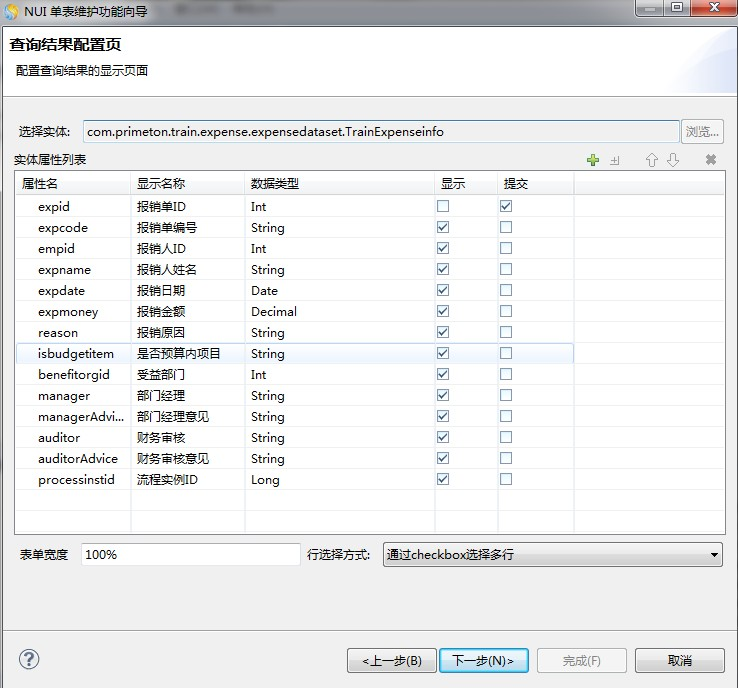 NUI 单表维护功能向导
查询结果配置页
配置查询结果的显示页面
选择实体: com.primeton.train.expense.expensedataset.TrainExpenseinfo 浏览...
实体属性列表
属性名 显示名称 数据类型 显示 提交
expid 报销单ID Int
expcode 报销单编号 String
empid 报销人ID Int
expname 报销人姓名 String
expdate 报销日期 Date
expmoney 报销金额 Decimal
reason 报销原因 String
isbudgetitem 是否预算内项目 String
benefitorgid 受益部门 Int
manager 部门经理 String
managerAdvi... 部门经理意见 String
auditor 财务审核 String
auditorAdvice 财务审核意见 String
processinstid 流程实例ID Long
表单宽度 100% 行选择方式: 通过checkbox选择多行
<上一步(B) 下一步(N)> 完成(F) 取消